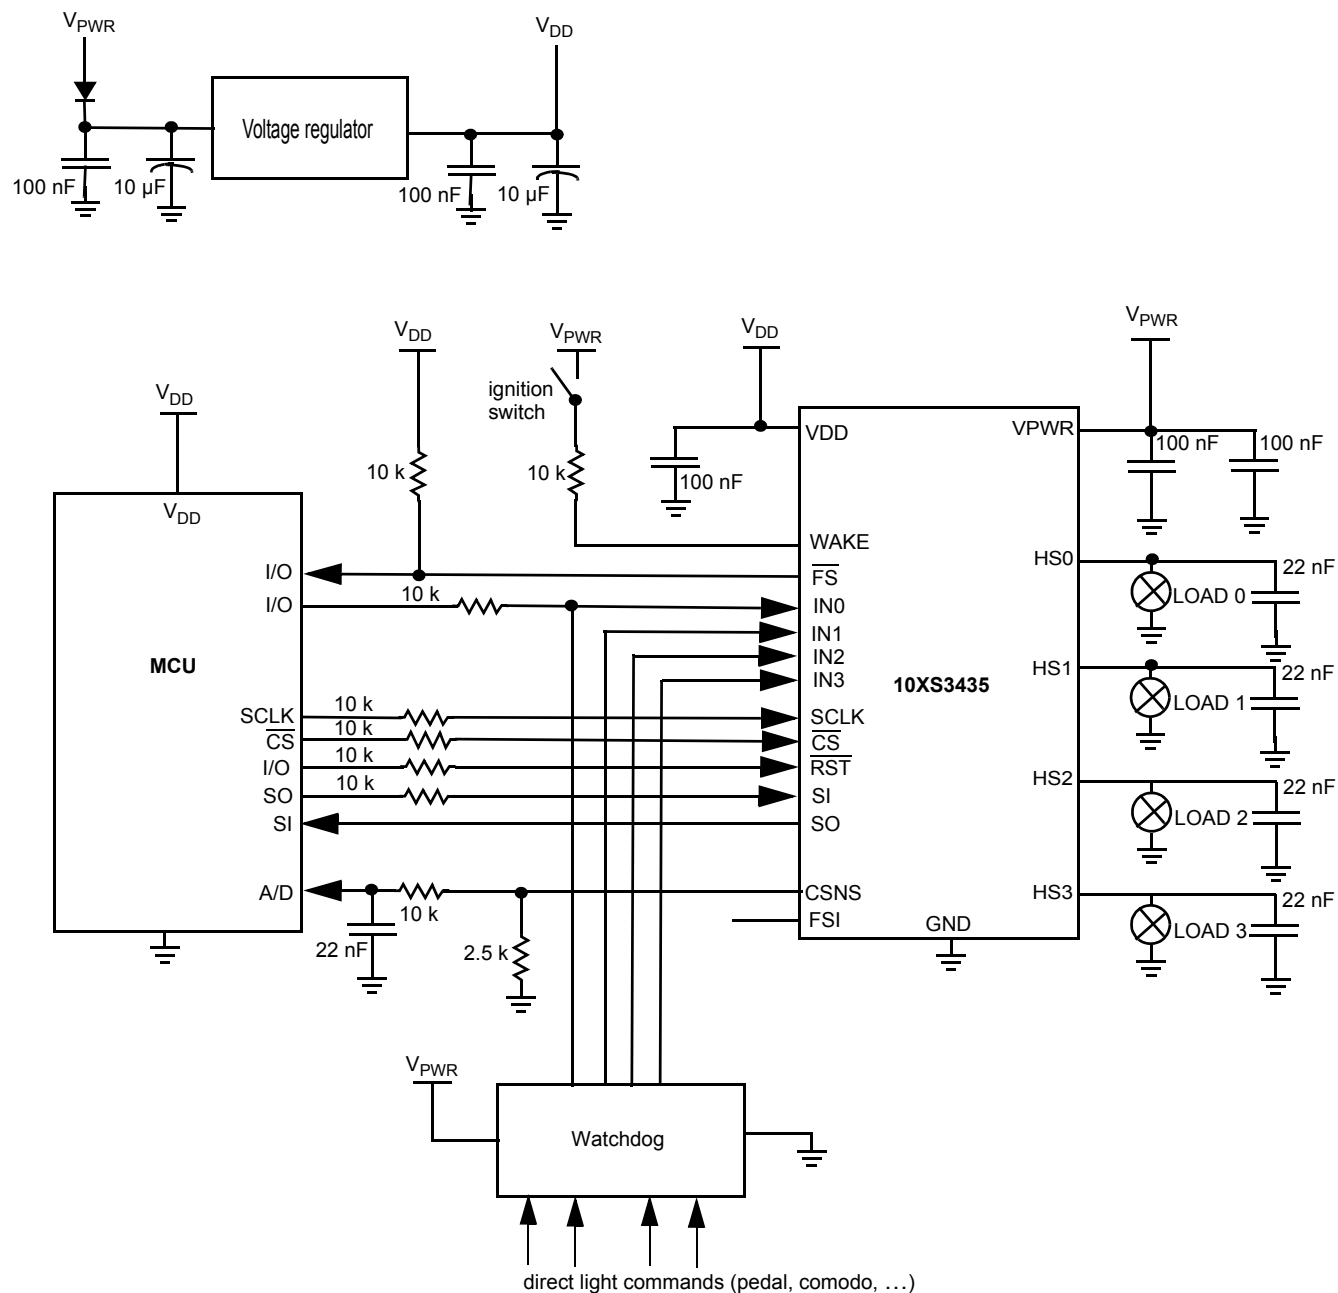 VPWR
VDD
Voltage regulator
100 nF
10 µF
100 nF
10 µF
VDD
VPWR
VDD
VPWR
VDD
ignition
switch
10 k
10 k
100 nF
VDD
VPWR
100 nF
100 nF
VDD
WAKE
I/O
FS
HS0
22 nF
I/O
10 k
IN0
LOAD 0
IN1
MCU
IN2
HS1
22 nF
IN3
10XS3435
LOAD 1
SCLK
10 k
SCLK
CS
10 k
CS
I/O
10 k
RST
HS2
22 nF
SO
10 k
SI
LOAD 2
SI
SO
A/D
10 k
CSNS
HS3
22 nF
FSI
GND
LOAD 3
22 nF
2.5 k
VPWR
Watchdog
direct light commands (pedal, comodo, …)